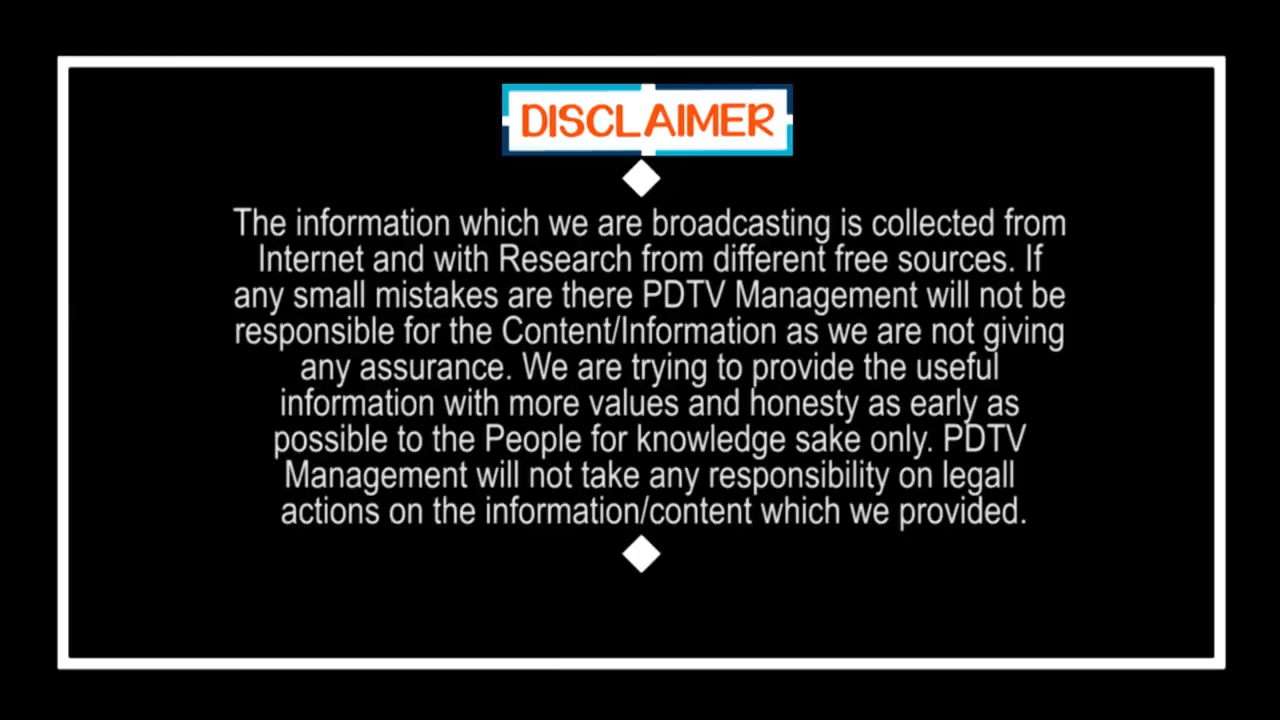 DISCLAIMER
The information which we are broadcasting is collected from
Internet and with Research from different free sources. If
any small mistakes are there PDTV Management will not be
responsible for the Content/Information as we are not giving
any assurance. We are trying to provide the useful
information with more values and honesty as early as
possible to the People for knowledge sake only. PDTV
Management will not take any responsibility on legall
actions on the information/content which we provided.